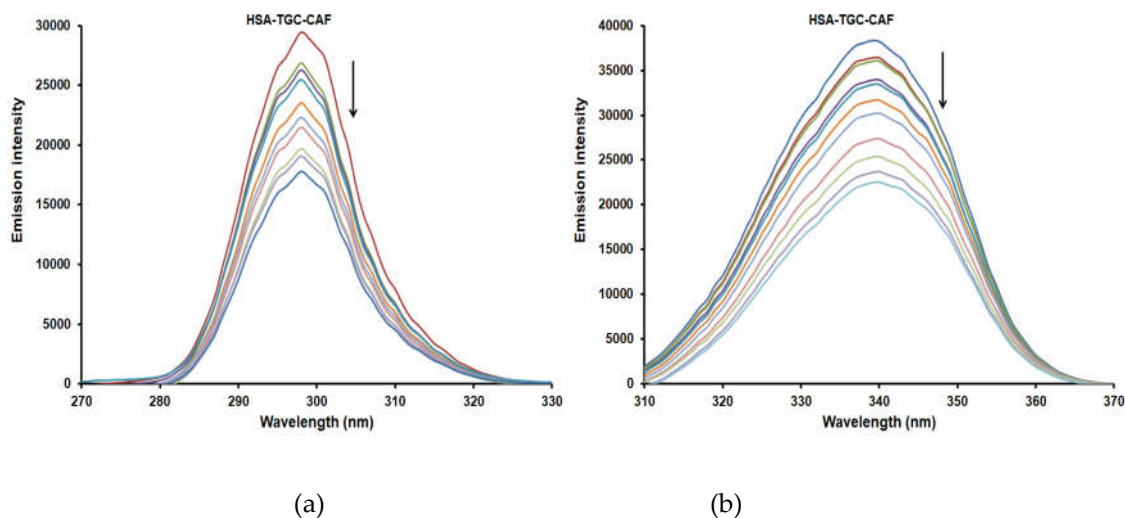 HSA-TGC-CAF
30000
25000
20000
15000
10000
5000
0
Emission intensity
270 280 290 300 310 320 330
Wavelength (nm)
(a)
HSA-TGC-CAF
40000
35000
30000
25000
20000
15000
10000
5000
0
Emission intensity
310 320 330 340 350 360 370
Wavelength (nm)
(b)